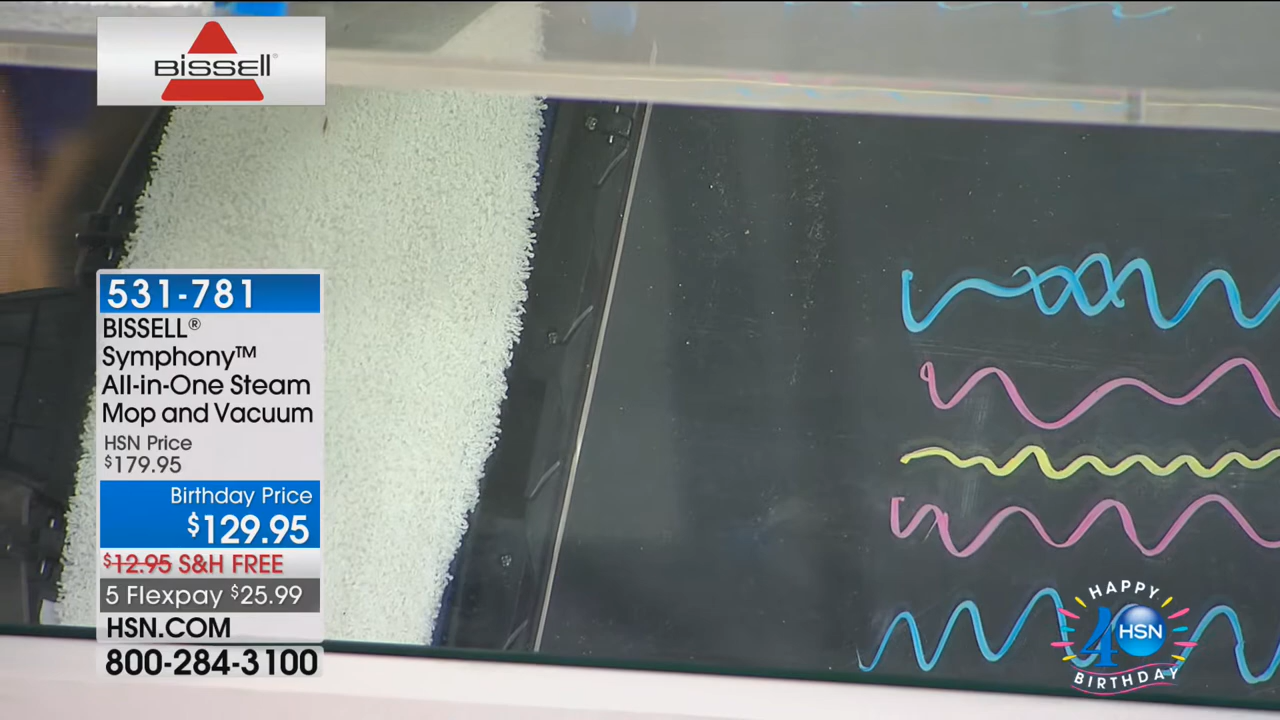 BISSELL®
531-781
BISSELL®
Symphony™
All-in-One Steam
Mop and Vacuum
HSN Price
$179.95
Birthday Price
$129.95
$12.95 S&H FREE
5 Flexpay $25.99
HSN.COM
800-284-3100
HAPPY
40 HSN
BIRTHDAY